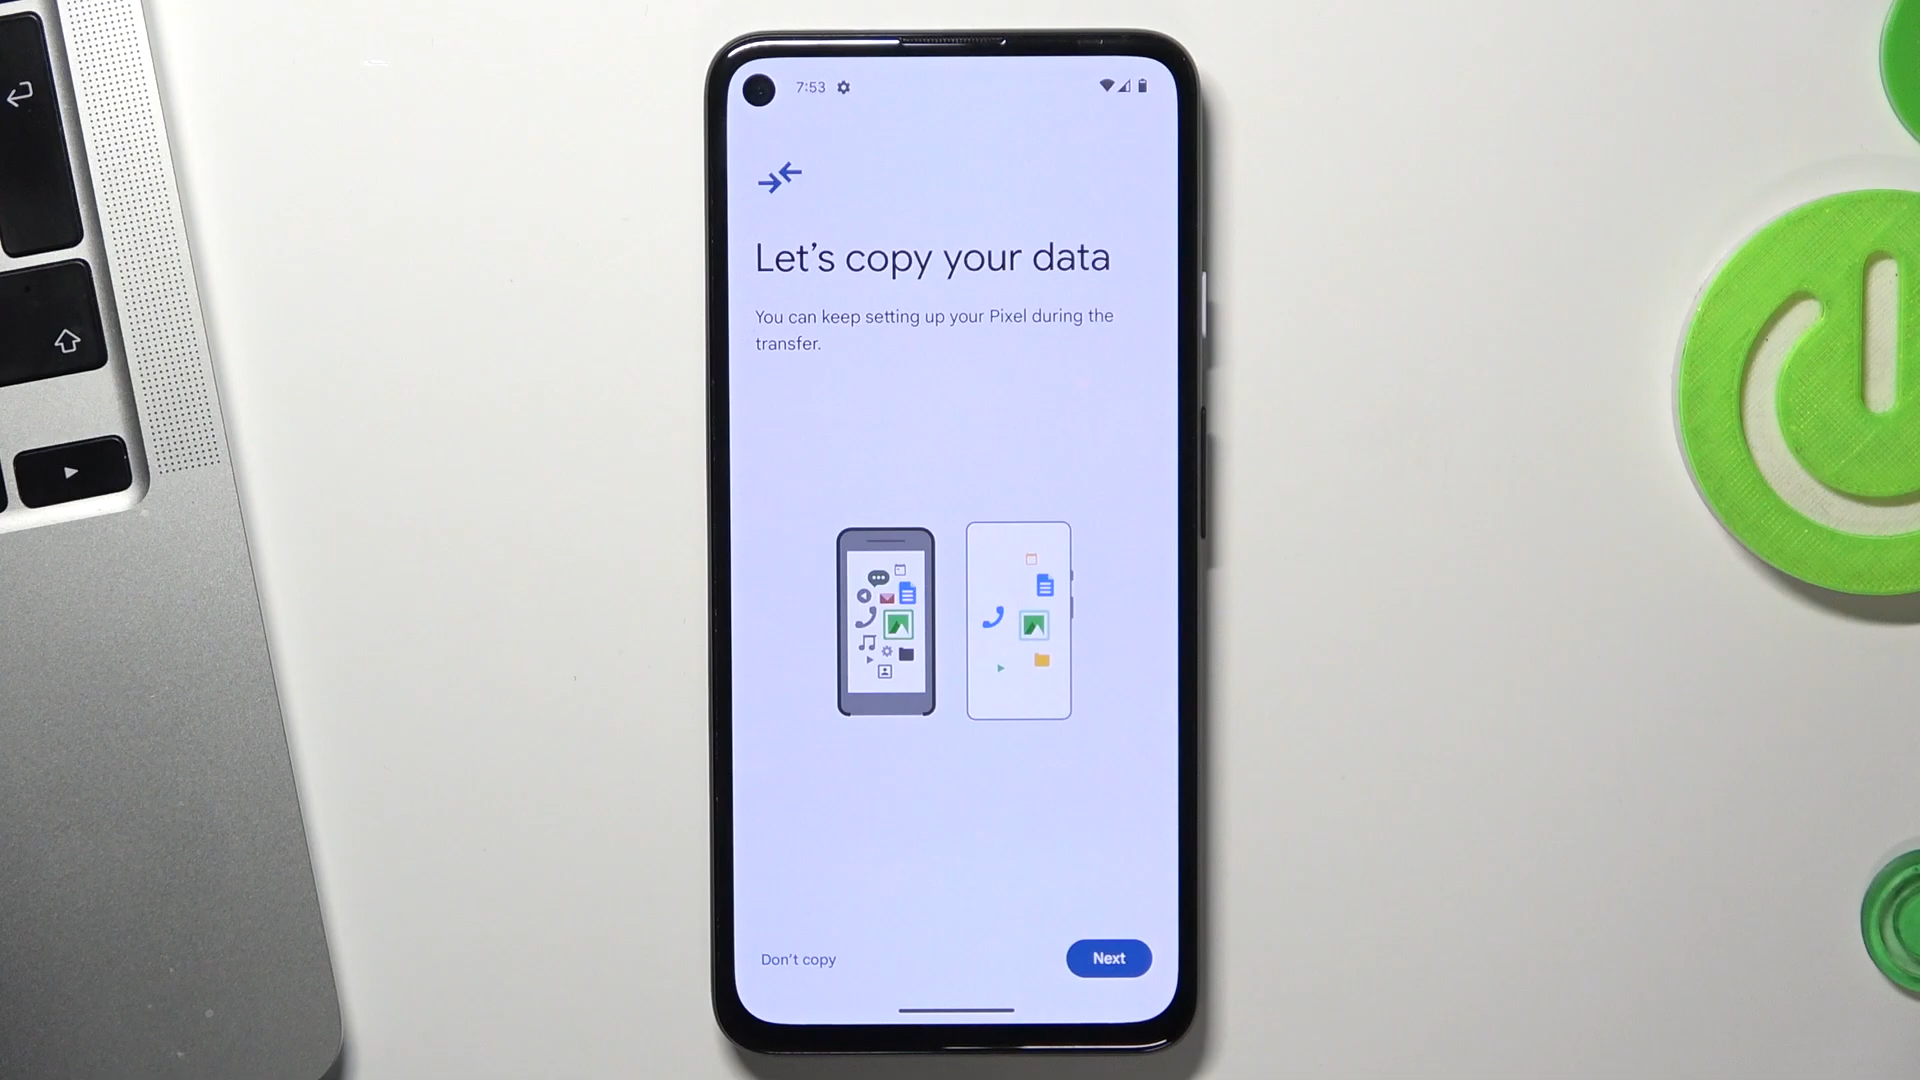 7:53
Let's copy your data
You can keep setting up your Pixel during the
transfer.
Don't copy
Next